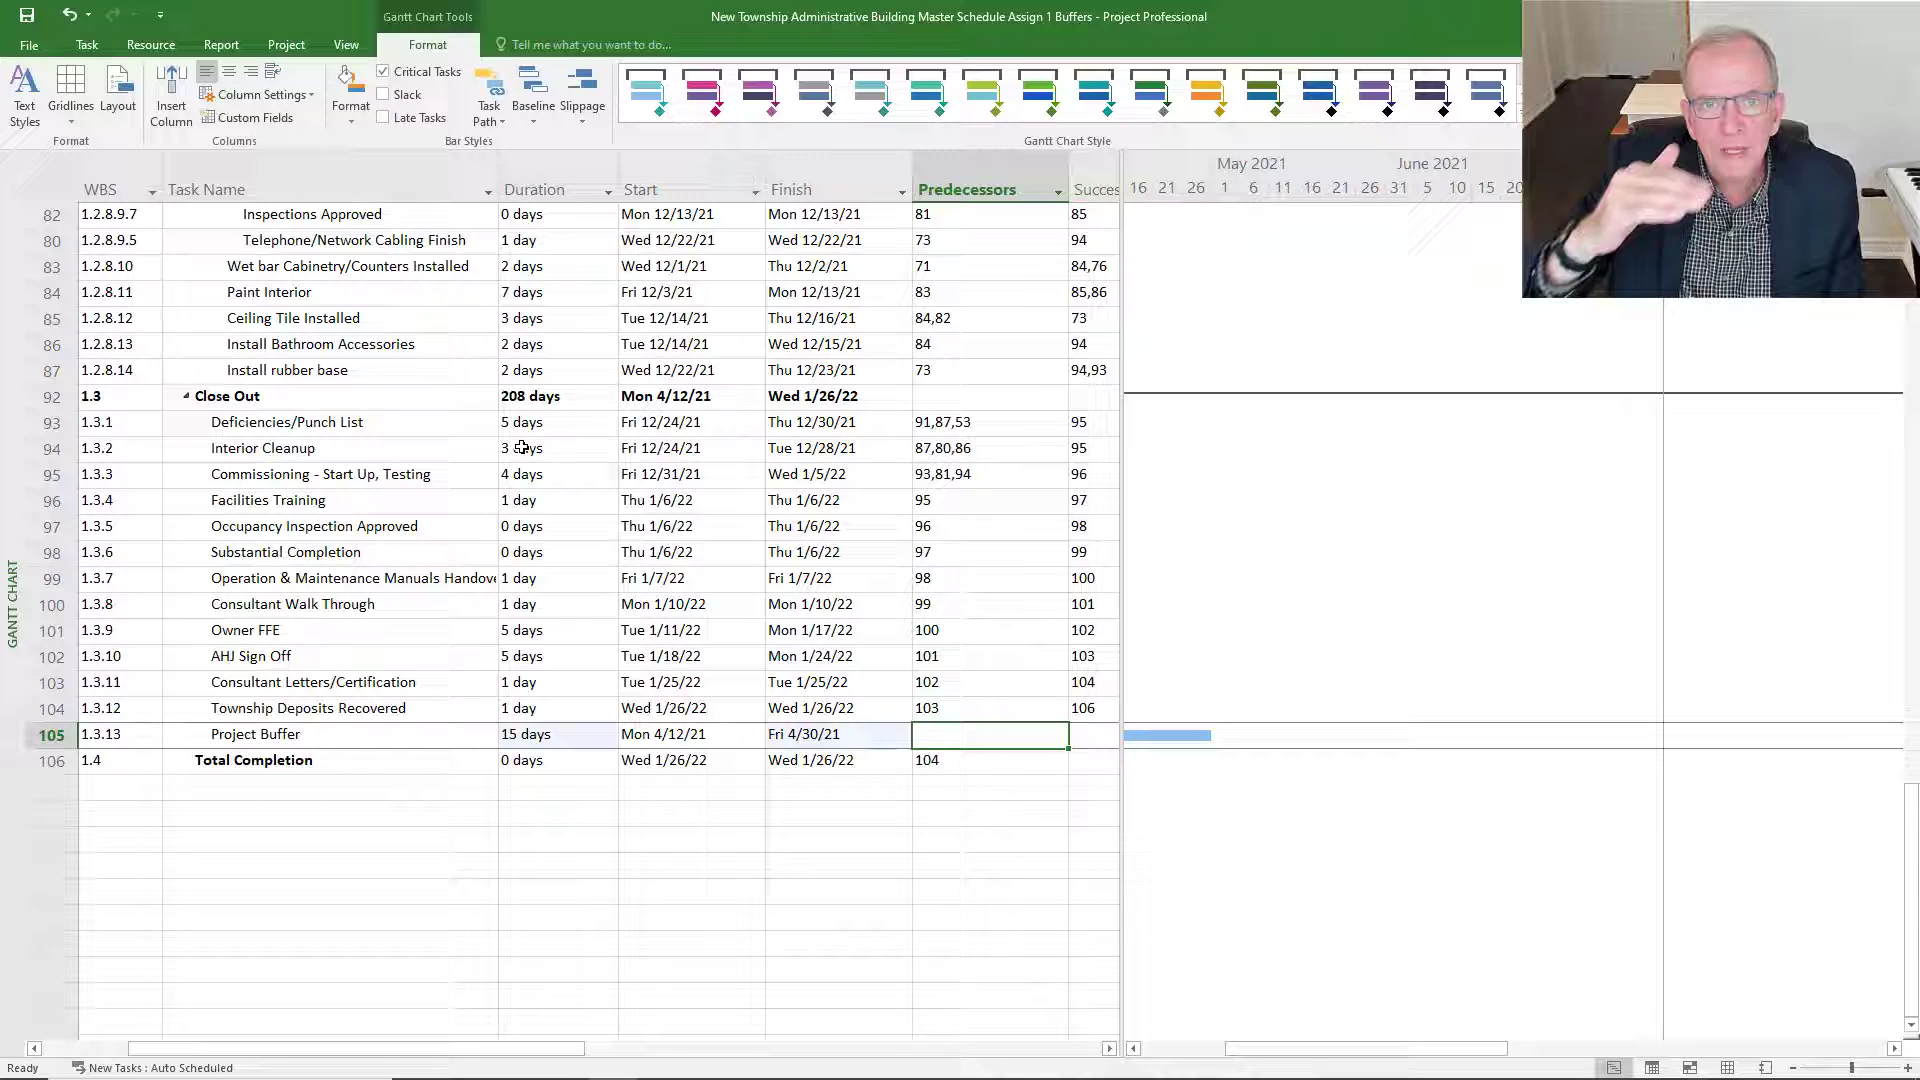 Gantt Chart Tools
New Township Administrative Building Master Schedule Assign 1 Buffers - Project Professional
File Task Resource Report Project View Format Tell me what you want to do...
Text Styles
Gridlines
Layout
Format
Insert Column
Column Settings
Custom Fields
Columns
Format
Critical Tasks
Slack
Late Tasks
Task Path
Baseline
Slippage
Bar Styles
Gantt Chart Style
May 2021 June 2021
WBS Task Name Duration Start Finish Predecessors Succes 16 21 26 1 6 11 16 21 26 31 5 10 15 20
82 1.2.8.9.7 Inspections Approved 0 days Mon 12/13/21 Mon 12/13/21 81 85
80 1.2.8.9.5 Telephone/Network Cabling Finish 1 day Wed 12/22/21 Wed 12/22/21 73 94
83 1.2.8.10 Wet bar Cabinetry/Counters Installed 2 days Wed 12/1/21 Thu 12/2/21 71 84,76
84 1.2.8.11 Paint Interior 7 days Fri 12/3/21 Mon 12/13/21 83 85,86
85 1.2.8.12 Ceiling Tile Installed 3 days Tue 12/14/21 Thu 12/16/21 84,82 73
86 1.2.8.13 Install Bathroom Accessories 2 days Tue 12/14/21 Wed 12/15/21 84 94
87 1.2.8.14 Install rubber base 2 days Wed 12/22/21 Thu 12/23/21 73 94,93
92 1.3 Close Out 208 days Mon 4/12/21 Wed 1/26/22
93 1.3.1 Deficiencies/Punch List 5 days Fri 12/24/21 Thu 12/30/21 91,87,53 95
94 1.3.2 Interior Cleanup 3 days Fri 12/24/21 Tue 12/28/21 87,80,86 95
95 1.3.3 Commissioning - Start Up, Testing 4 days Fri 12/31/21 Wed 1/5/22 93,81,94 96
96 1.3.4 Facilities Training 1 day Thu 1/6/22 Thu 1/6/22 95 97
97 1.3.5 Occupancy Inspection Approved 0 days Thu 1/6/22 Thu 1/6/22 96 98
98 1.3.6 Substantial Completion 0 days Thu 1/6/22 Thu 1/6/22 97 99
99 1.3.7 Operation & Maintenance Manuals Handove 1 day Fri 1/7/22 Fri 1/7/22 98 100
100 1.3.8 Consultant Walk Through 1 day Mon 1/10/22 Mon 1/10/22 99 101
101 1.3.9 Owner FFE 5 days Tue 1/11/22 Mon 1/17/22 100 102
102 1.3.10 AHJ Sign Off 5 days Tue 1/18/22 Mon 1/24/22 101 103
103 1.3.11 Consultant Letters/Certification 1 day Tue 1/25/22 Tue 1/25/22 102 104
104 1.3.12 Township Deposits Recovered 1 day Wed 1/26/22 Wed 1/26/22 103 106
105 1.3.13 Project Buffer 15 days Mon 4/12/21 Fri 4/30/21
106 1.4 Total Completion 0 days Wed 1/26/22 Wed 1/26/22 104
GANTT CHART
Ready New Tasks : Auto Scheduled